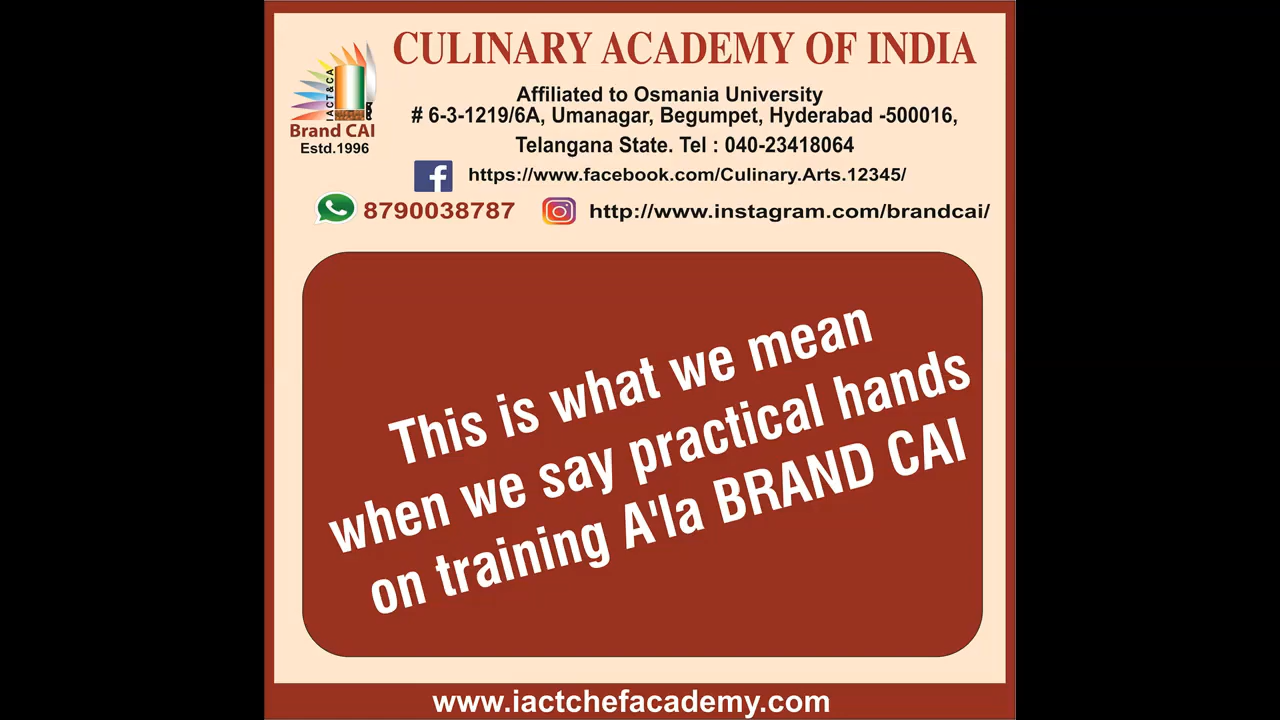 CULINARY ACADEMY OF INDIA
IACT&CA
Brand CAI
Estd.1996
Affiliated to Osmania University
# 6-3-1219/6A, Umanagar, Begumpet, Hyderabad -500016,
Telangana State. Tel : 040-23418064
https://www.facebook.com/Culinary.Arts.12345/
8790038787
http://www.instagram.com/brandcai/
This is what we mean
when we say practical hands
on training A'la BRAND CAI
www.iactchefacademy.com